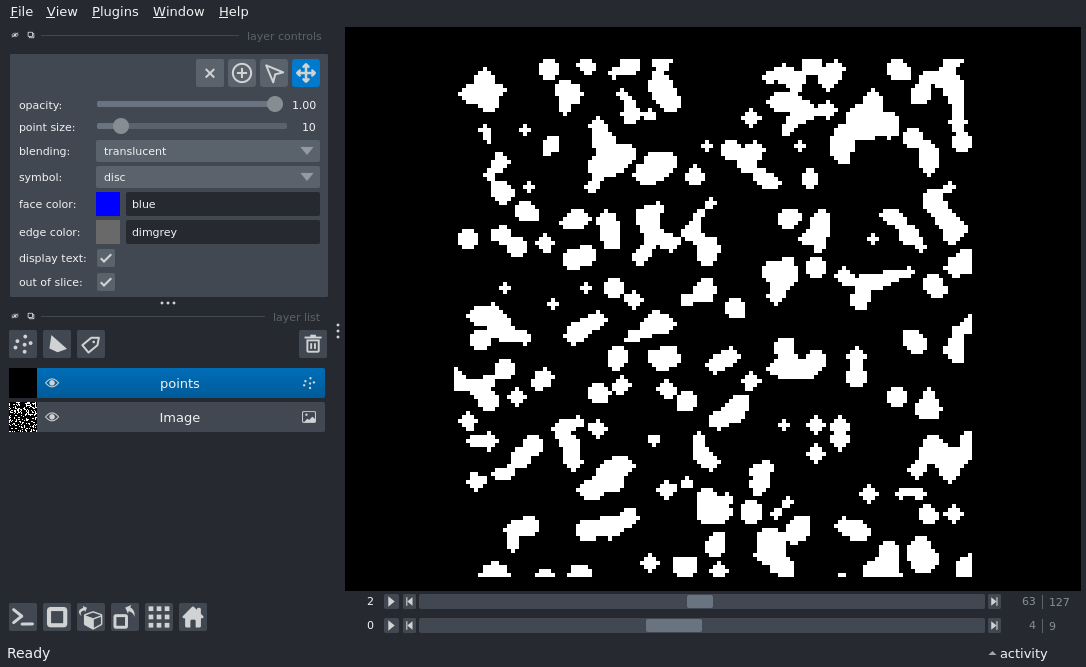 File View Plugins Window Help
layer controls
opacity: 1.00
point size: 10
blending: translucent
symbol: disc
face color: blue
edge color: dimgrey
display text:
out of slice:
layer list
points
Image
2 63 127
0 4 9
Ready activity